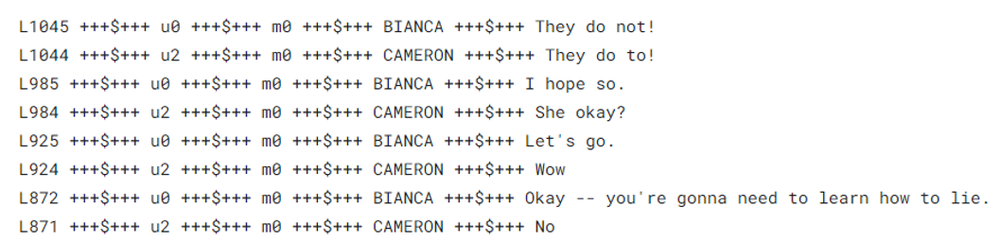 L1045 +++$+++ u0 +++$+++ m0 +++$+++ BIANCA +++$+++ They do not!
L1044 +++$+++ u2 +++$+++ m0 +++$+++ CAMERON +++$+++ They do to!
L985 +++$+++ u0 +++$+++ m0 +++$+++ BIANCA +++$+++ I hope so.
L984 +++$+++ u2 +++$+++ m0 +++$+++ CAMERON +++$+++ She okay?
L925 +++$+++ u0 +++$+++ m0 +++$+++ BIANCA +++$+++ Let's go.
L924 +++$+++ u2 +++$+++ m0 +++$+++ CAMERON +++$+++ Wow
L872 +++$+++ u0 +++$+++ m0 +++$+++ BIANCA +++$+++ Okay -- you're gonna need to learn how to lie.
L871 +++$+++ u2 +++$+++ m0 +++$+++ CAMERON +++$+++ No